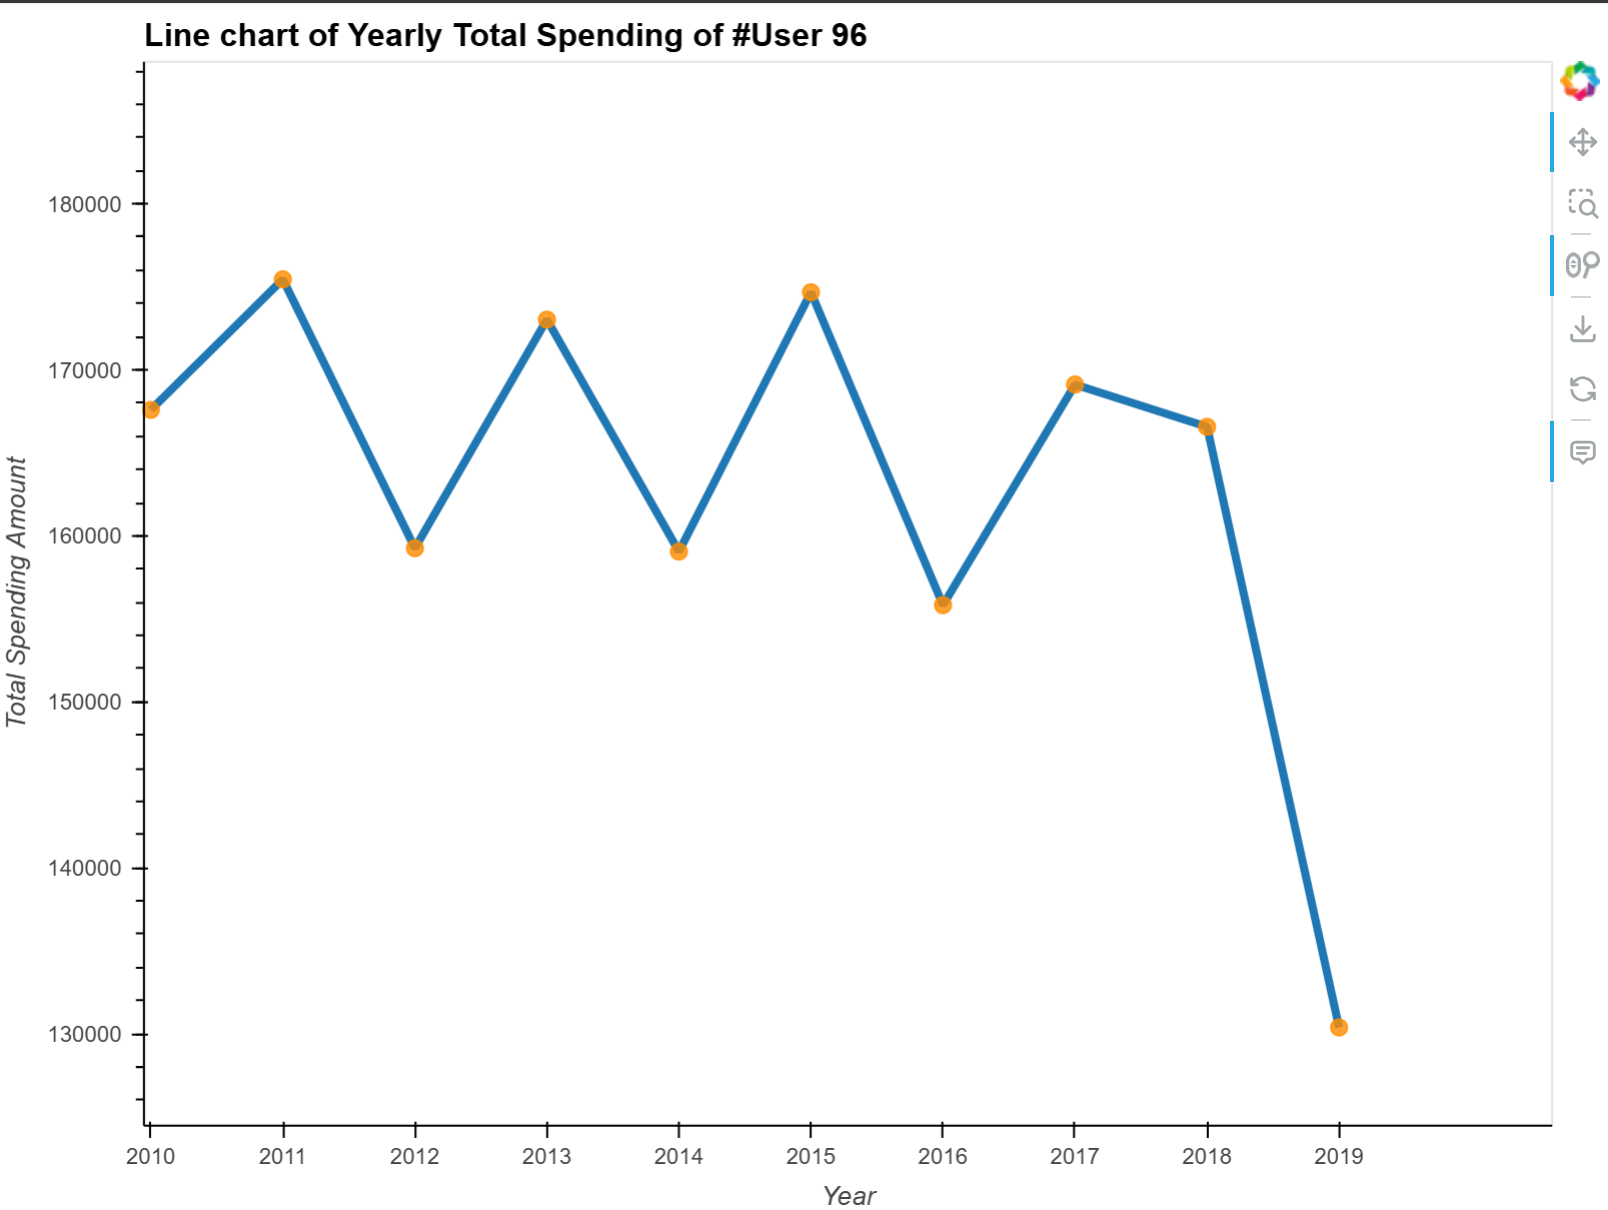 Line chart of Yearly Total Spending of #User 96
180000
170000
160000
150000
140000
130000
Total Spending Amount
2010 2011 2012 2013 2014 2015 2016 2017 2018 2019
Year